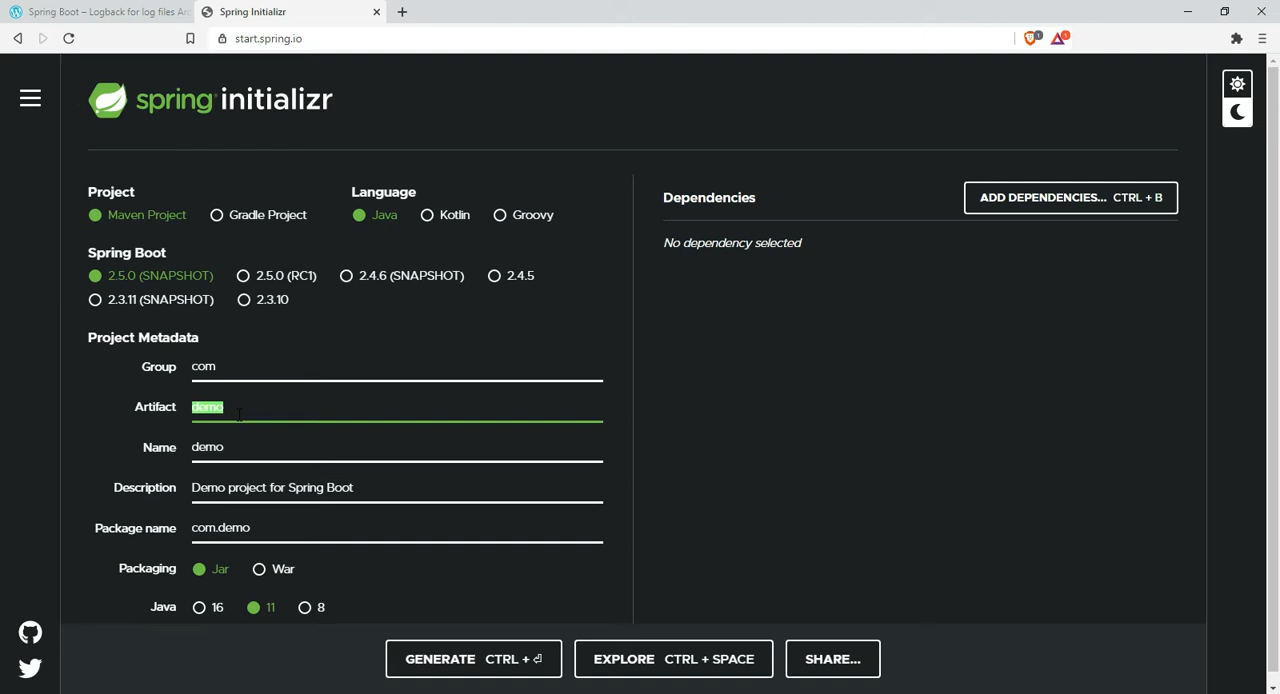 Spring Boot – Logback for log files An
Spring Initializr
start.spring.io
1
1
spring initializr
Project
Maven Project
Gradle Project
Language
Java
Kotlin
Groovy
Spring Boot
2.5.0 (SNAPSHOT)
2.5.0 (RC1)
2.4.6 (SNAPSHOT)
2.4.5
2.3.11 (SNAPSHOT)
2.3.10
Project Metadata
Group com
Artifact demo
Name demo
Description Demo project for Spring Boot
Package name com.demo
Packaging Jar War
Java 16 11 8
Dependencies
ADD DEPENDENCIES... CTRL + B
No dependency selected
GENERATE CTRL + ⏎
EXPLORE CTRL + SPACE
SHARE...